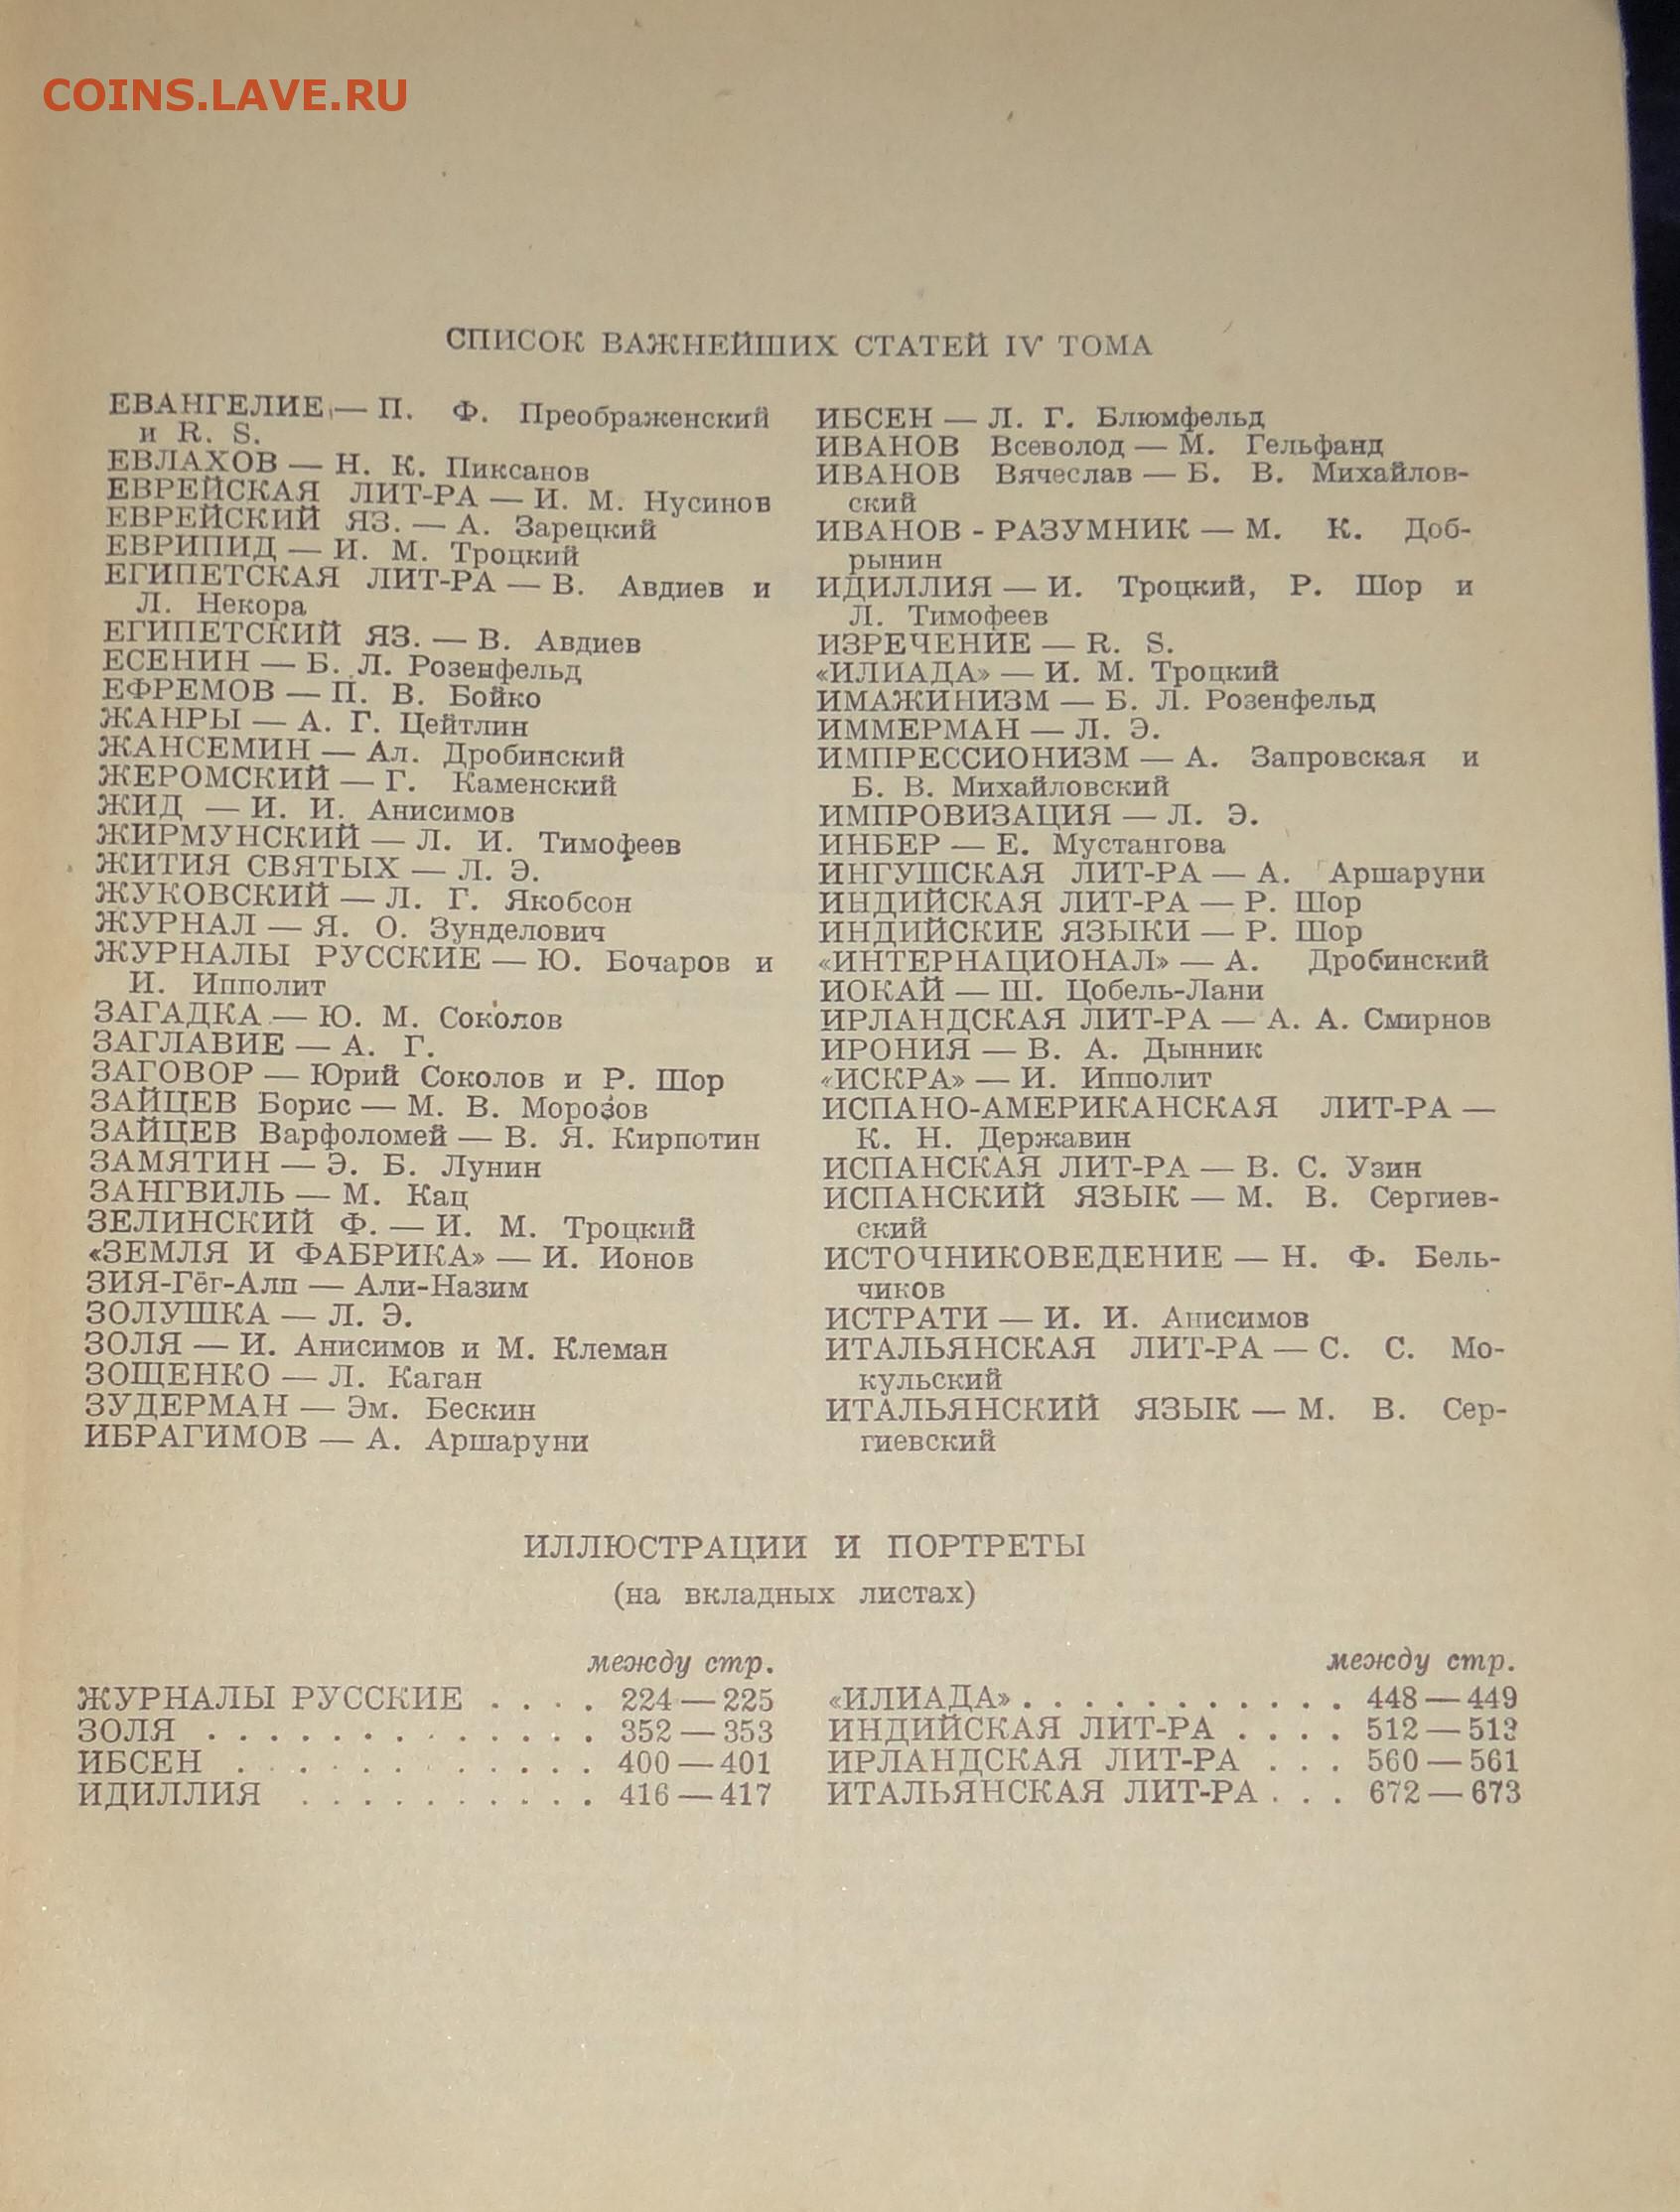 COINS.LAVE.RU
СПИСОК ВАЖНЕЙШИХ СТАТЕЙ IV ТОМА
ЕВАНГЕЛИЕ — П. Ф. Преображенский
и R. S.
ЕВЛАХОВ — Н. К. Пиксанов
ЕВРЕЙСКАЯ ЛИТ-РА — И. М. Нусинов
ЕВРЕЙСКИЙ ЯЗ. — А. Зарецкий
ЕВРИПИД — И. М. Троцкий
ЕГИПЕТСКАЯ ЛИТ-РА — В. Авдиев и
Л. Некора
ЕГИПЕТСКИЙ ЯЗ. — В. Авдиев
ЕСЕНИН — Б. Л. Розенфельд
ЕФРЕМОВ — П. В. Бойко
ЖАНРЫ — А. Г. Цейтлин
ЖАНСЕМИН — Ал. Дробинский
ЖЕРОМСКИЙ — Г. Каменский
ЖИД — И. И. Анисимов
ЖИРМУНСКИЙ — Л. И. Тимофеев
ЖИТИЯ СВЯТЫХ — Л. Э.
ЖУКОВСКИЙ — Л. Г. Якобсон
ЖУРНАЛ — Я. О. Зунделович
ЖУРНАЛЫ РУССКИЕ — Ю. Бочаров и
И. Ипполит
ЗАГАДКА — Ю. М. Соколов
ЗАГЛАВИЕ — А. Г.
ЗАГОВОР — Юрий Соколов и Р. Шор
ЗАЙЦЕВ Борис — М. В. Морозов
ЗАЙЦЕВ Варфоломей — В. Я. Кирпотин
ЗАМЯТИН — Э. Б. Лунин
ЗАНГВИЛЬ — М. Кац
ЗЕЛИНСКИЙ Ф. — И. М. Троцкий
«ЗЕМЛЯ И ФАБРИКА» — И. Ионов
ЗИЯ-Гёг-Алп — Али-Назим
ЗОЛУШКА — Л. Э.
ЗОЛЯ — И. Анисимов и М. Клеман
ЗОЩЕНКО — Л. Каган
ЗУДЕРМАН — Эм. Бескин
ИБРАГИМОВ — А. Аршаруни
ИБСЕН — Л. Г. Блюмфельд
ИВАНОВ Всеволод — М. Гельфанд
ИВАНОВ Вячеслав — Б. В. Михайлов-
ский
ИВАНОВ - РАЗУМНИК — М. К. Доб-
рынин
ИДИЛЛИЯ — И. Троцкий, Р. Шор и
Л. Тимофеев
ИЗРЕЧЕНИЕ — R. S.
«ИЛИАДА» — И. М. Троцкий
ИМАЖИНИЗМ — Б. Л. Розенфельд
ИММЕРМАН — Л. Э.
ИМПРЕССИОНИЗМ — А. Запровская и
Б. В. Михайловский
ИМПРОВИЗАЦИЯ — Л. Э.
ИНБЕР — Е. Мустангова
ИНГУШСКАЯ ЛИТ-РА — А. Аршаруни
ИНДИЙСКАЯ ЛИТ-РА — Р. Шор
ИНДИЙСКИЕ ЯЗЫКИ — Р. Шор
«ИНТЕРНАЦИОНАЛ» — А. Дробинский
ИОКАЙ — Ш. Цобель-Лани
ИРЛАНДСКАЯ ЛИТ-РА — А. А. Смирнов
ИРОНИЯ — В. А. Дынник
«ИСКРА» — И. Ипполит
ИСПАНО-АМЕРИКАНСКАЯ ЛИТ-РА —
К. Н. Державин
ИСПАНСКАЯ ЛИТ-РА — В. С. Узин
ИСПАНСКИЙ ЯЗЫК — М. В. Сергиев-
ский
ИСТОЧНИКОВЕДЕНИЕ — Н. Ф. Бель-
чиков
ИСТРАТИ — И. И. Анисимов
ИТАЛЬЯНСКАЯ ЛИТ-РА — С. С. Мо-
кульский
ИТАЛЬЯНСКИЙ ЯЗЫК — М. В. Сер-
гиевский
ИЛЛЮСТРАЦИИ И ПОРТРЕТЫ
(на вкладных листах)
между стр.
ЖУРНАЛЫ РУССКИЕ . . . . 224 — 225
ЗОЛЯ . . . . . . . . . . . . . 352 — 353
ИБСЕН . . . . . . . . . . . . 400 — 401
ИДИЛЛИЯ . . . . . . . . . . 416 — 417
между стр.
«ИЛИАДА» . . . . . . . . . . . 448 — 449
ИНДИЙСКАЯ ЛИТ-РА . . . . 512 — 513
ИРЛАНДСКАЯ ЛИТ-РА . . . 560 — 561
ИТАЛЬЯНСКАЯ ЛИТ-РА . . . 672 — 673